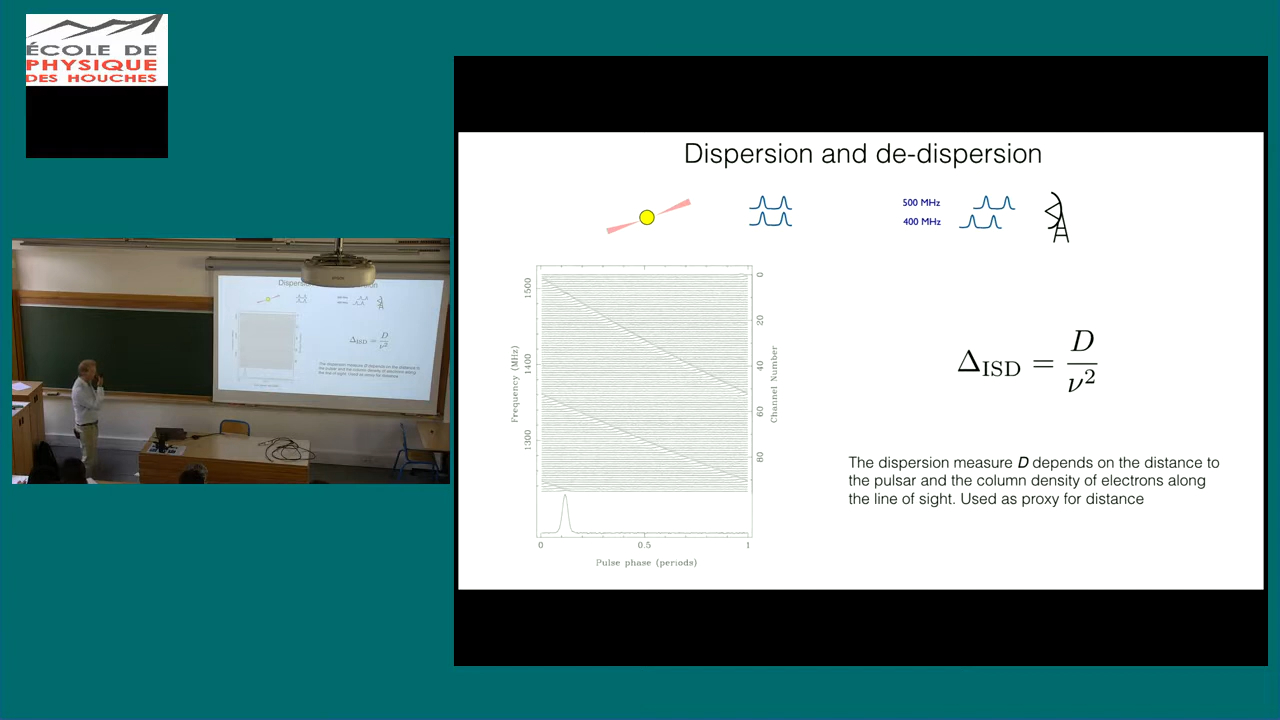 ÉCOLE DE
PHYSIQUE
DES HOUCHES
Dispersion and de-dispersion
500 MHz
400 MHz
1500
1400
1300
Frequency (MHz)
0
20
40
60
80
Channel Number
0
0.5
1
Pulse phase (periods)
Δ_ISD = D/ν²
The dispersion measure D depends on the distance to
the pulsar and the column density of electrons along
the line of sight. Used as proxy for distance